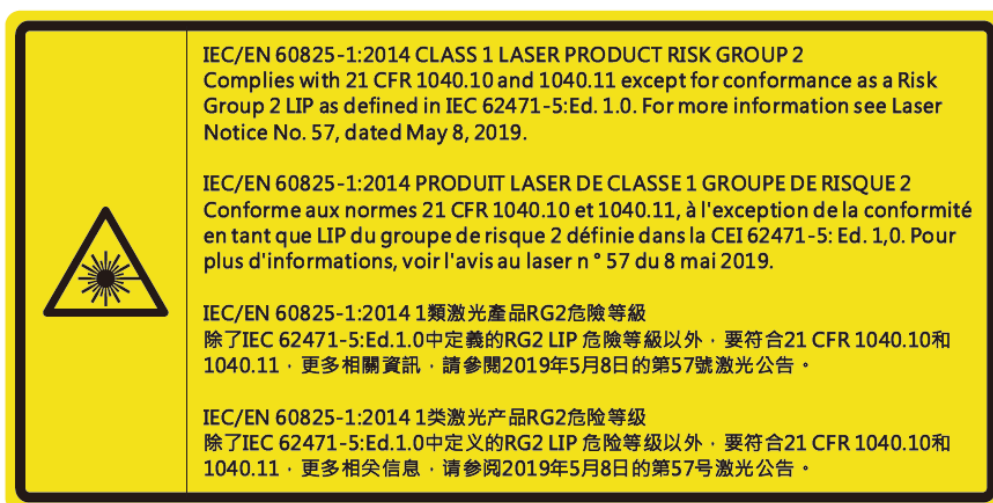 IEC/EN 60825-1:2014 CLASS 1 LASER PRODUCT RISK GROUP 2
Complies with 21 CFR 1040.10 and 1040.11 except for conformance as a Risk
Group 2 LIP as defined in IEC 62471-5:Ed. 1.0. For more information see Laser
Notice No. 57, dated May 8, 2019.
IEC/EN 60825-1:2014 PRODUIT LASER DE CLASSE 1 GROUPE DE RISQUE 2
Conforme aux normes 21 CFR 1040.10 et 1040.11, à l'exception de la conformité
en tant que LIP du groupe de risque 2 définie dans la CEI 62471-5: Ed. 1,0. Pour
plus d'informations, voir l'avis au laser n ° 57 du 8 mai 2019.
IEC/EN 60825-1:2014 1類激光產品RG2危險等級
除了IEC 62471-5:Ed.1.0中定義的RG2 LIP 危險等級以外，要符合21 CFR 1040.10和
1040.11，更多相關資訊，請參閱2019年5月8日的第57號激光公告。
IEC/EN 60825-1:2014 1类激光产品RG2危险等级
除了IEC 62471-5:Ed.1.0中定义的RG2 LIP 危险等级以外，要符合21 CFR 1040.10和
1040.11，更多相关信息，请参阅2019年5月8日的第57号激光公告。